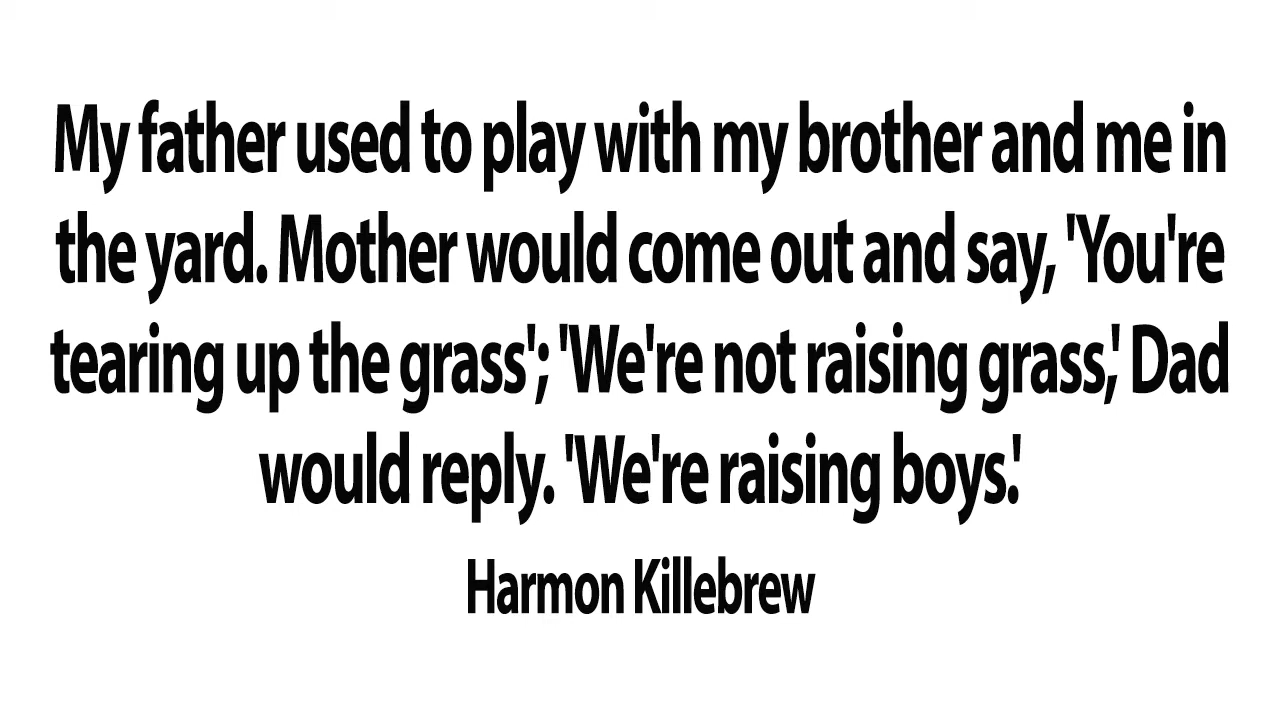 My father used to play with my brother and me in
the yard. Mother would come out and say, 'You're
tearing up the grass'; 'We're not raising grass,' Dad
would reply. 'We're raising boys.'
Harmon Killebrew